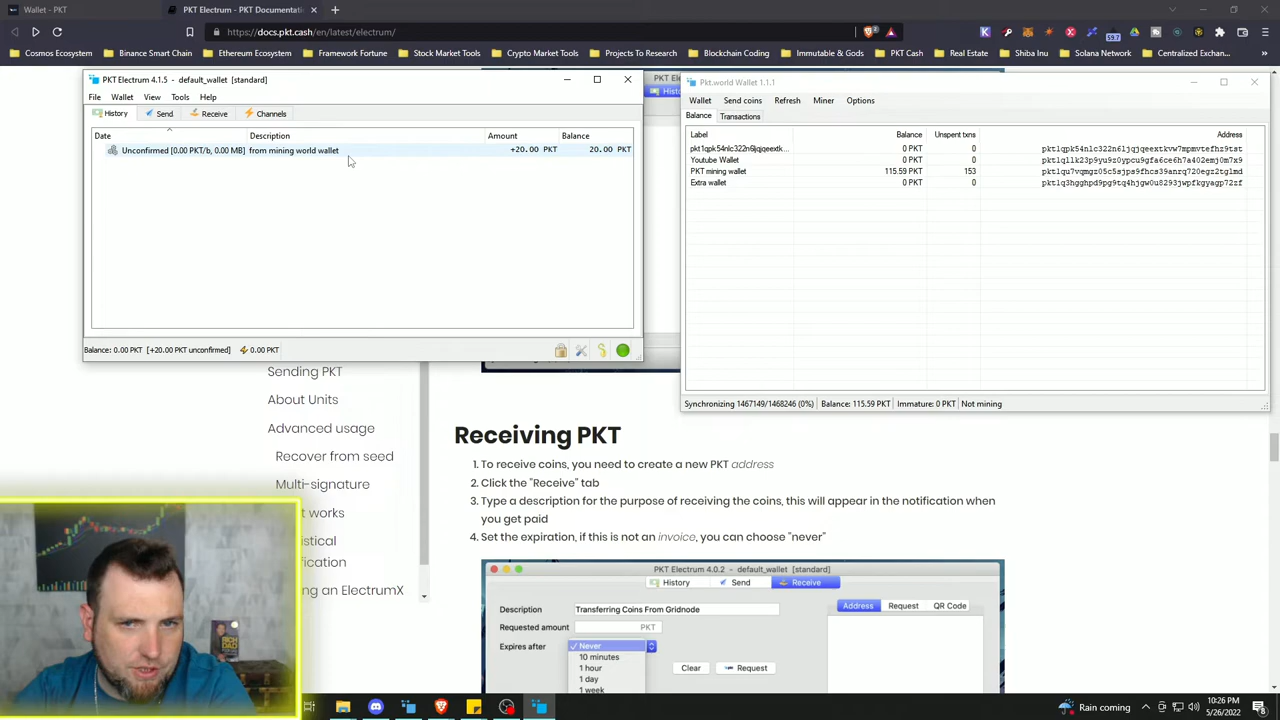 Wallet - PKT
PKT Electrum - PKT Documentation
https://docs.pkt.cash/en/latest/electrum/
59.7
Cosmos Ecosystem
Binance Smart Chain
Ethereum Ecosystem
Framework Fortune
Stock Market Tools
Crypto Market Tools
Projects To Research
Blockchain Coding
Immutable & Gods
PKT Cash
Real Estate
Shiba Inu
Centralized Exchan...
PKT Electrum 4.1.5 - default_wallet [standard]
File Wallet View Tools Help
History Send Receive Channels
Date Description Amount Balance
Unconfirmed [0.00 PKT/b, 0.00 MB] from mining world wallet +20.00 PKT 20.00 PKT
Balance: 0.00 PKT [+20.00 PKT unconfirmed] 0.00 PKT
Pkt.world Wallet 1.1.1
Wallet Send coins Refresh Miner Options
Balance Transactions
Label Balance Unspent txns Address
Youtube Wallet 0 PKT 0
PKT mining wallet 115.59 PKT 153
Extra wallet 0 PKT 0
Synchronizing 1467149/1468246 (0%) Balance: 115.59 PKT Immature: 0 PKT Not mining
Sending PKT
About Units
Advanced usage
Recover from seed
Multi-signature
t works
istical
fication
ing an ElectrumX
Receiving PKT
1. To receive coins, you need to create a new PKT address
2. Click the "Receive" tab
3. Type a description for the purpose of receiving the coins, this will appear in the notification when
you get paid
4. Set the expiration, if this is not an invoice, you can choose "never"
PKT Electrum 4.0.2 - default_wallet [standard]
History Send Receive
Description Transferring Coins From Gridnode
Requested amount PKT
Expires after Never
10 minutes
1 hour
1 day
1 week
Clear Request
Address Request QR Code
Rain coming
10:26 PM
5/26/2022
8